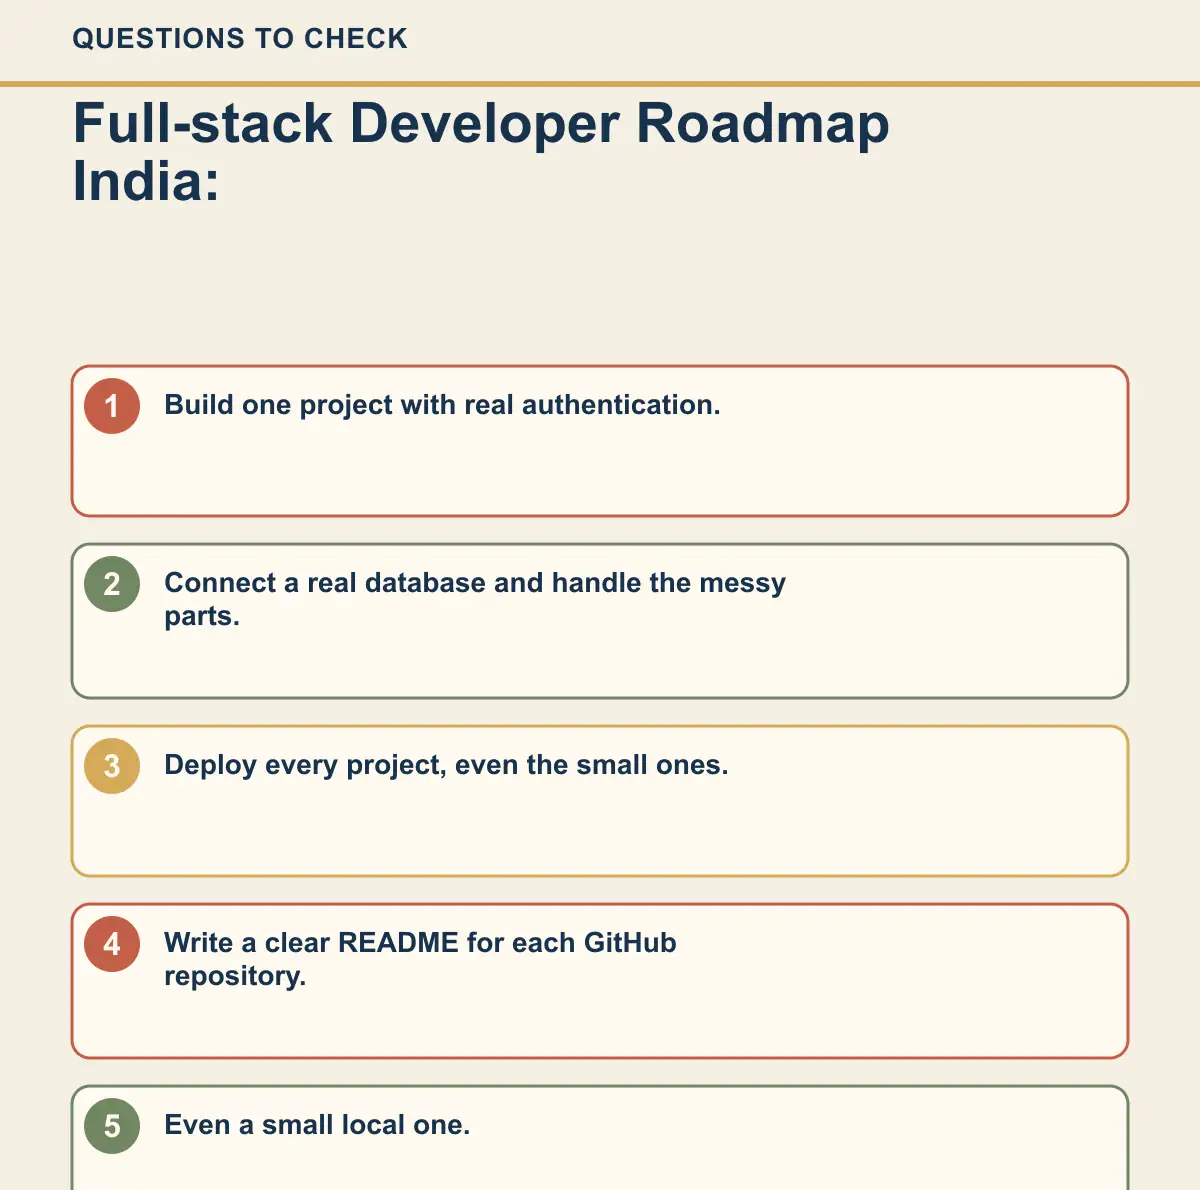 QUESTIONS TO CHECK
Full-stack Developer Roadmap
India:
1
Build one project with real authentication.
2
Connect a real database and handle the messy
parts.
3
Deploy every project, even the small ones.
4
Write a clear README for each GitHub
repository.
5
Even a small local one.